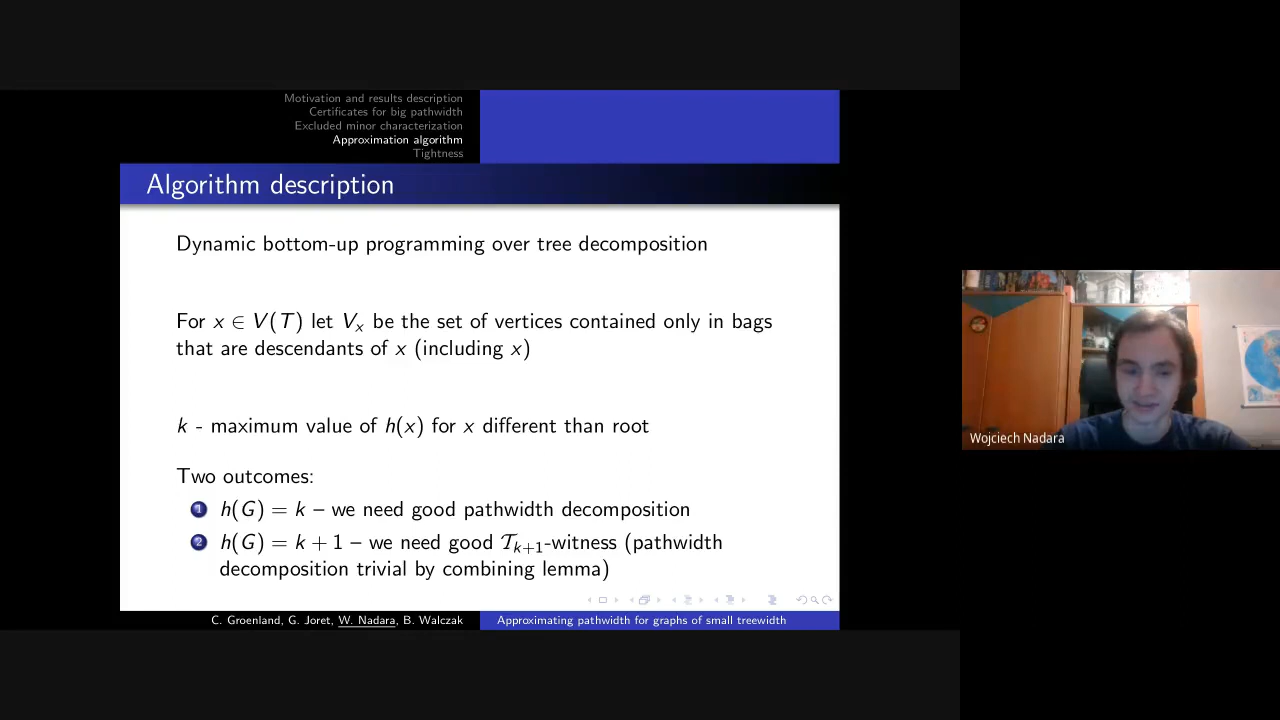 Motivation and results description
Certificates for big pathwidth
Excluded minor characterization
Approximation algorithm
Tightness
Algorithm description
Dynamic bottom-up programming over tree decomposition
For x ∈ V(T) let Vₓ be the set of vertices contained only in bags
that are descendants of x (including x)
k - maximum value of h(x) for x different than root
Two outcomes:
1 h(G) = k – we need good pathwidth decomposition
2 h(G) = k + 1 – we need good 𝒯ₖ₊₁-witness (pathwidth
decomposition trivial by combining lemma)
C. Groenland, G. Joret, W. Nadara, B. Walczak
Approximating pathwidth for graphs of small treewidth
Wojciech Nadara